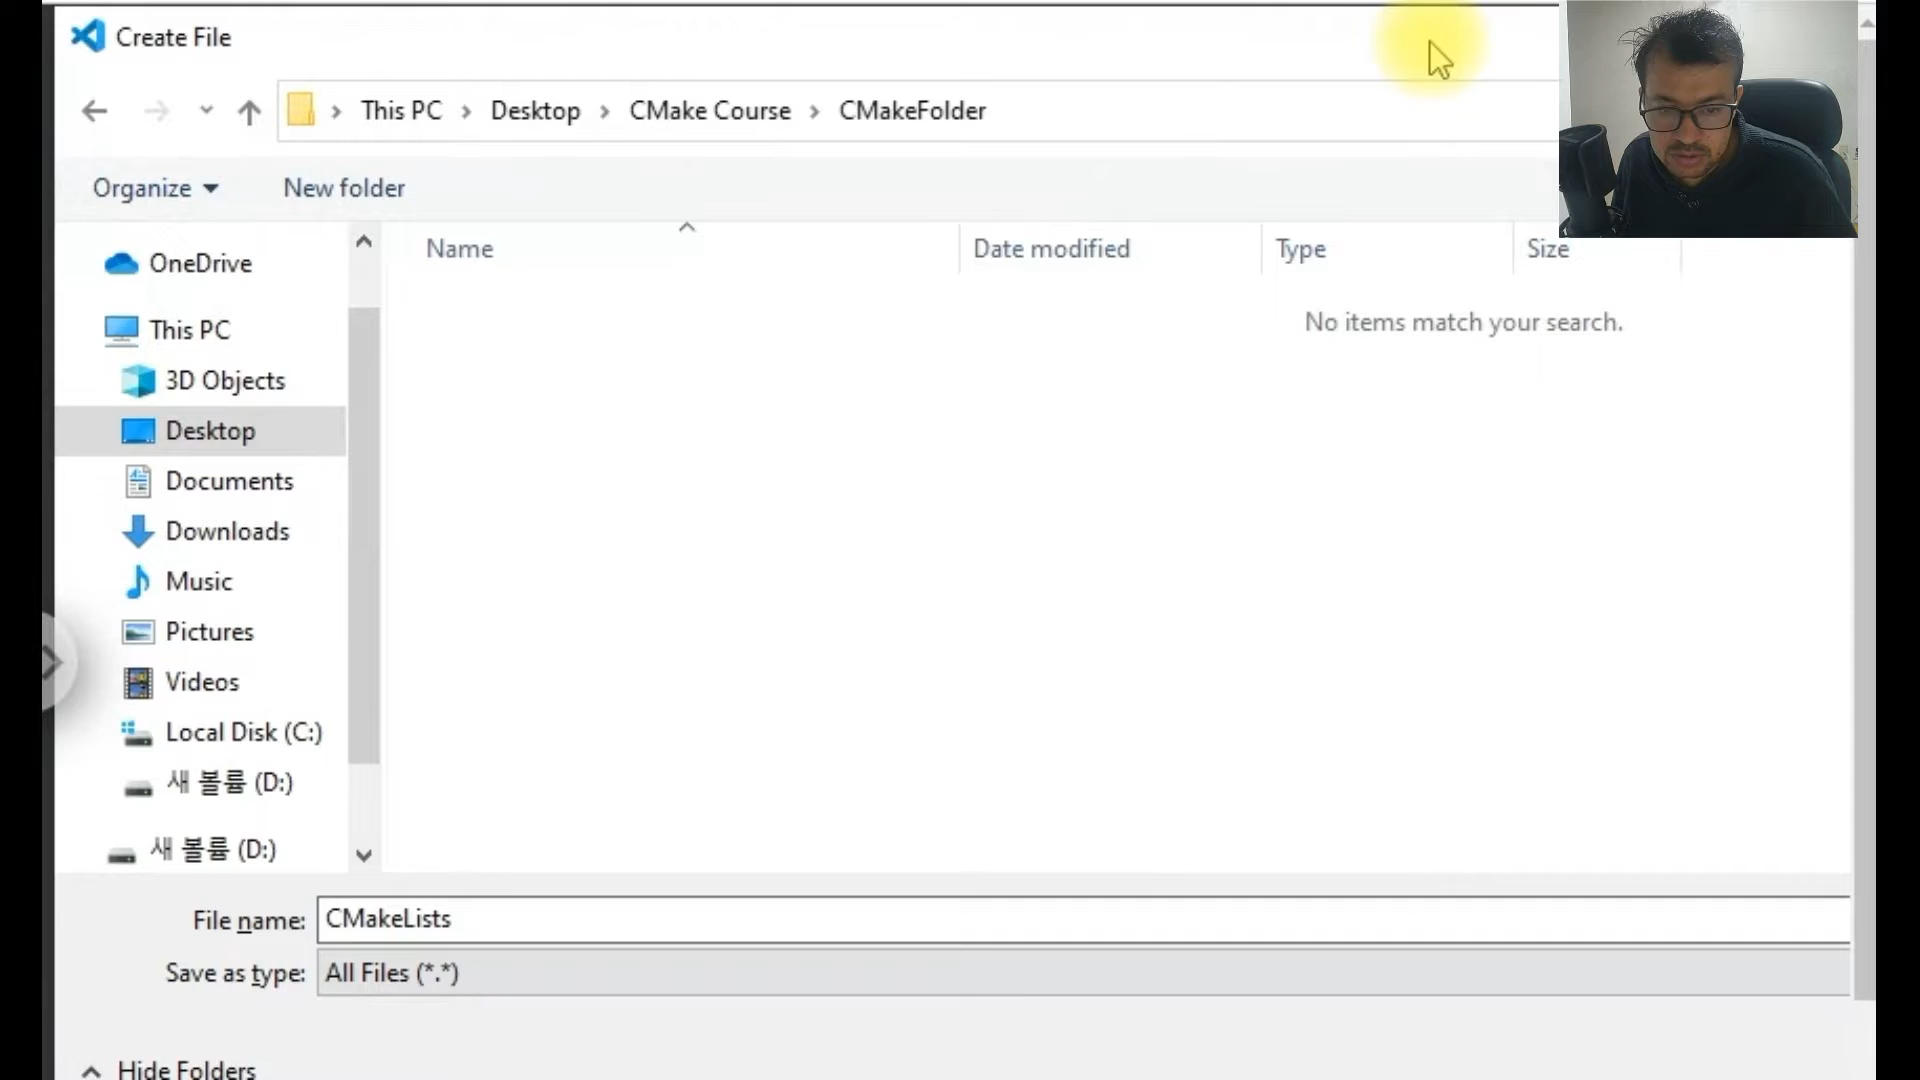 Create File
This PC > Desktop > CMake Course > CMakeFolder
Organize New folder
Name Date modified Type Size
No items match your search.
OneDrive
This PC
3D Objects
Desktop
Documents
Downloads
Music
Pictures
Videos
Local Disk (C:)
새 볼륨 (D:)
새 볼륨 (D:)
File name: CMakeLists
Save as type: All Files (*.*)
Hide Folders